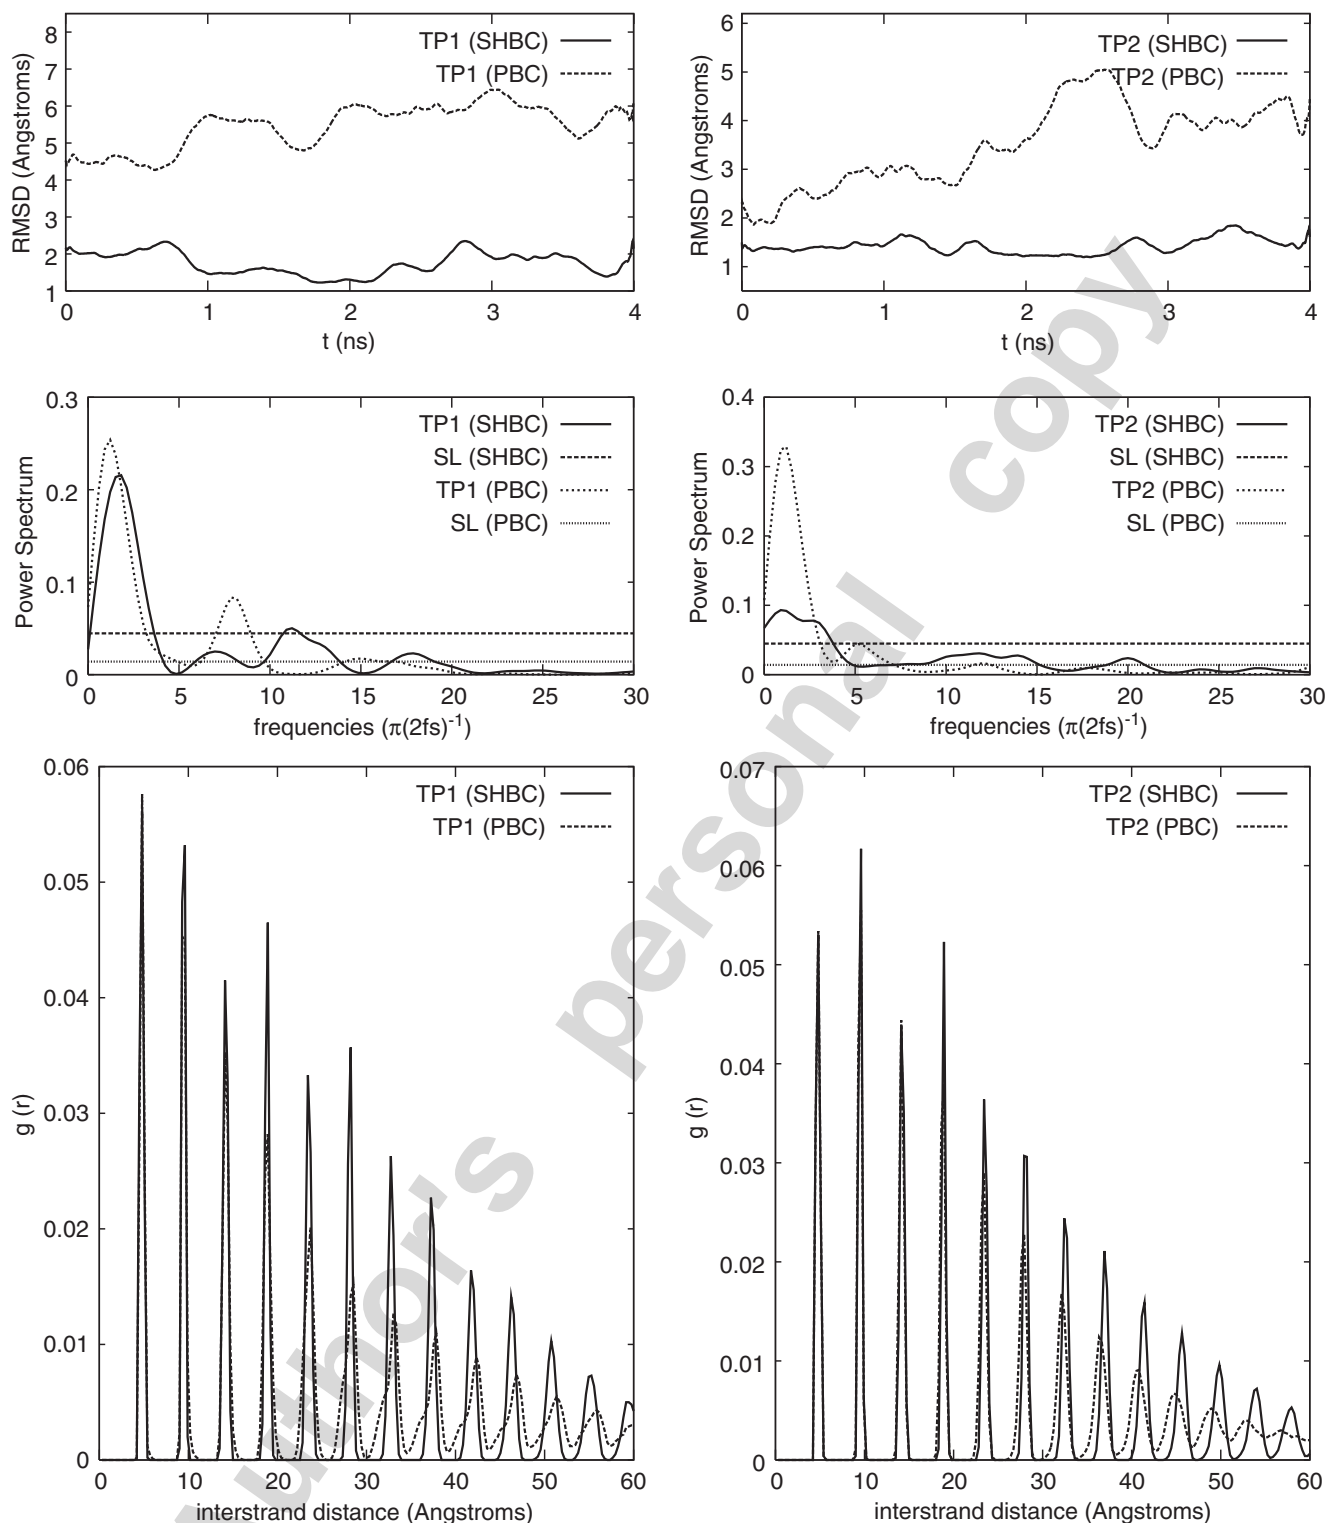 8
7
6
5
4
3
2
1
RMSD (Angstroms)
TP1 (SHBC)
TP1 (PBC)
0 1 2 3 4
t (ns)
6
5
4
3
2
1
RMSD (Angstroms)
TP2 (SHBC)
TP2 (PBC)
0 1 2 3 4
t (ns)
0.3
0.2
0.1
0
Power Spectrum
TP1 (SHBC)
SL (SHBC)
TP1 (PBC)
SL (PBC)
0 5 10 15 20 25 30
frequencies (π(2fs)-1)
0.4
0.3
0.2
0.1
0
Power Spectrum
TP2 (SHBC)
SL (SHBC)
TP2 (PBC)
SL (PBC)
0 5 10 15 20 25 30
frequencies (π(2fs)-1)
0.06
0.05
0.04
0.03
0.02
0.01
0
g (r)
TP1 (SHBC)
TP1 (PBC)
0 10 20 30 40 50 60
interstrand distance (Angstroms)
0.07
0.06
0.05
0.04
0.03
0.02
0.01
0
g (r)
TP2 (SHBC)
TP2 (PBC)
0 10 20 30 40 50 60
interstrand distance (Angstroms)
Author's personal copy